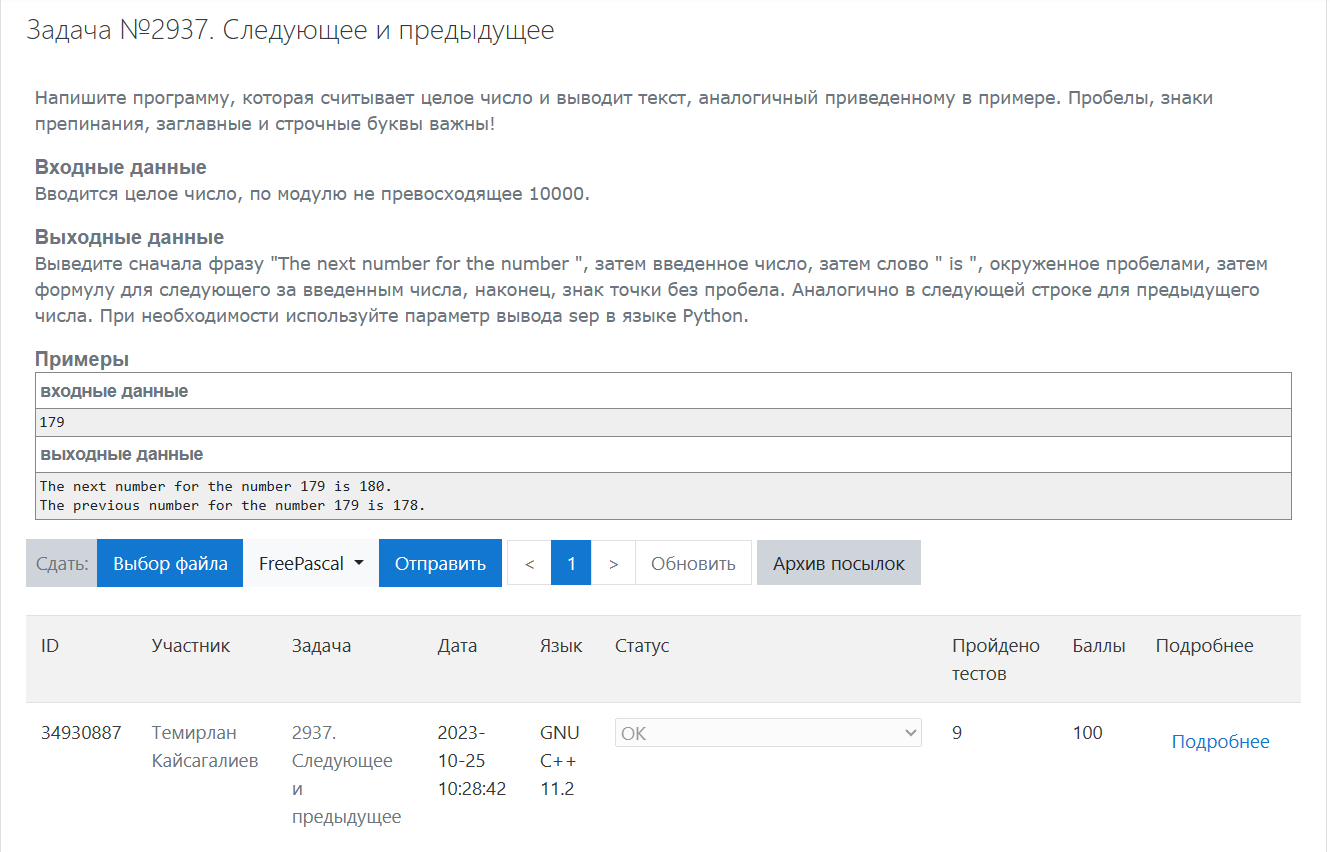 Задача №2937. Следующее и предыдущее
Напишите программу, которая считывает целое число и выводит текст, аналогичный приведенному в примере. Пробелы, знаки
препинания, заглавные и строчные буквы важны!
Входные данные
Вводится целое число, по модулю не превосходящее 10000.
Выходные данные
Выведите сначала фразу "The next number for the number ", затем введенное число, затем слово " is ", окруженное пробелами, затем
формулу для следующего за введенным числа, наконец, знак точки без пробела. Аналогично в следующей строке для предыдущего
числа. При необходимости используйте параметр вывода sep в языке Python.
Примеры
входные данные
179
выходные данные
The next number for the number 179 is 180.
The previous number for the number 179 is 178.
Сдать: Выбор файла FreePascal Отправить < 1 > Обновить Архив посылок
ID Участник Задача Дата Язык Статус Пройдено Баллы Подробнее
тестов
34930887 Темирлан 2937. 2023- GNU OK 9 100 Подробнее
Кайсагалиев Следующее 10-25 C++
и 10:28:42 11.2
предыдущее